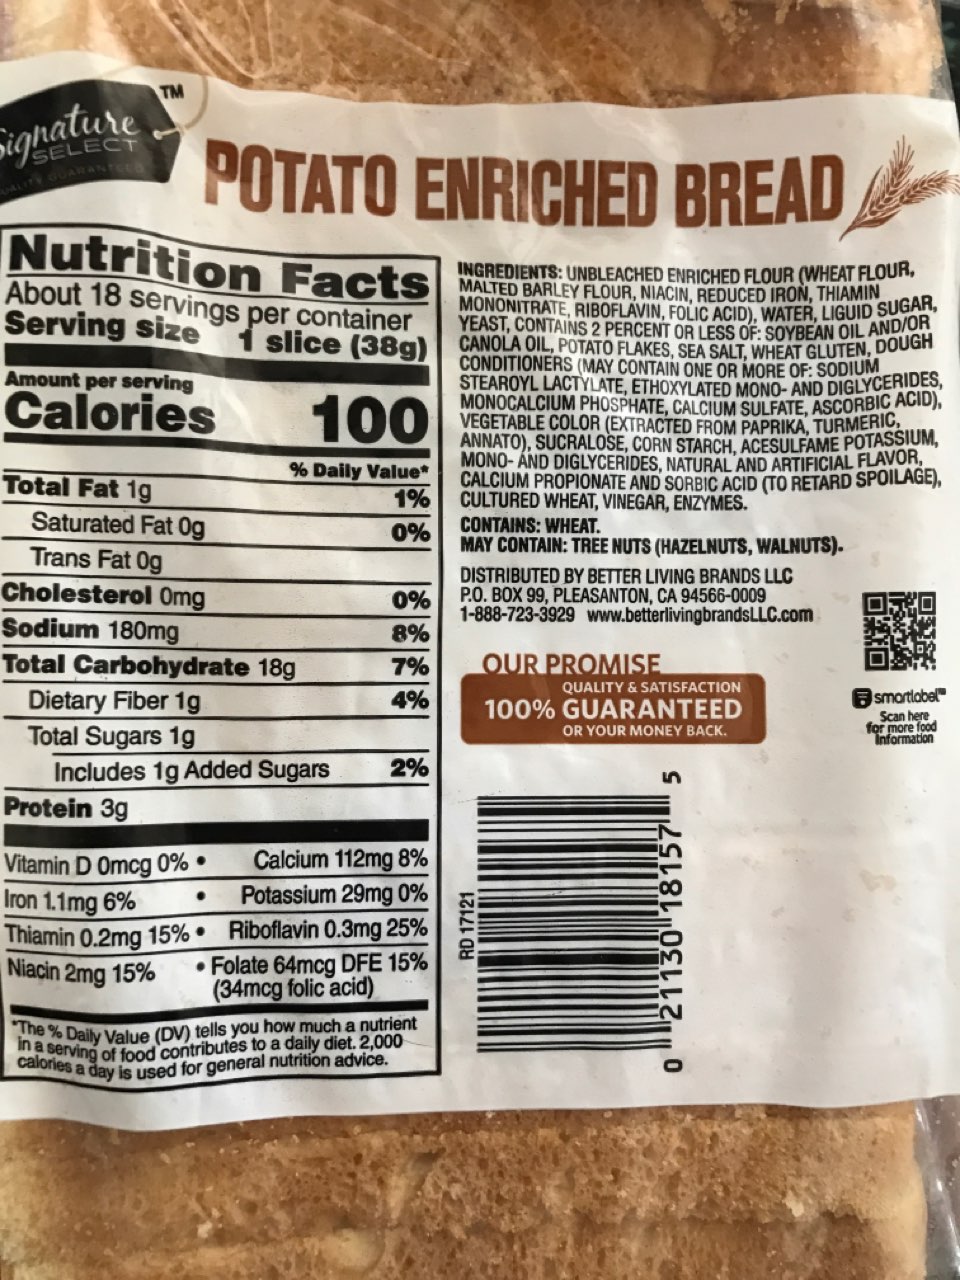 Signature
TM
SELECT
QUALITY GUARANTEED
POTATO ENRICHED BREAD
Nutrition Facts
About 18 servings per container
Serving size 1 slice (38g)
Amount per serving
Calories 100
% Daily Value*
Total Fat 1g 1%
Saturated Fat 0g 0%
Trans Fat 0g
Cholesterol 0mg 0%
Sodium 180mg 8%
Total Carbohydrate 18g 7%
Dietary Fiber 1g 4%
Total Sugars 1g
Includes 1g Added Sugars 2%
Protein 3g
Vitamin D 0mcg 0% • Calcium 112mg 8%
Iron 1.1mg 6% • Potassium 29mg 0%
Thiamin 0.2mg 15% • Riboflavin 0.3mg 25%
Niacin 2mg 15% • Folate 64mcg DFE 15%
(34mcg folic acid)
*The % Daily Value (DV) tells you how much a nutrient
in a serving of food contributes to a daily diet. 2,000
calories a day is used for general nutrition advice.
INGREDIENTS: UNBLEACHED ENRICHED FLOUR (WHEAT FLOUR,
MALTED BARLEY FLOUR, NIACIN, REDUCED IRON, THIAMIN
MONONITRATE, RIBOFLAVIN, FOLIC ACID), WATER, LIQUID SUGAR,
YEAST, CONTAINS 2 PERCENT OR LESS OF: SOYBEAN OIL AND/OR
CANOLA OIL, POTATO FLAKES, SEA SALT, WHEAT GLUTEN, DOUGH
CONDITIONERS (MAY CONTAIN ONE OR MORE OF: SODIUM
STEAROYL LACTYLATE, ETHOXYLATED MONO- AND DIGLYCERIDES,
MONOCALCIUM PHOSPHATE, CALCIUM SULFATE, ASCORBIC ACID),
VEGETABLE COLOR (EXTRACTED FROM PAPRIKA, TURMERIC,
ANNATO), SUCRALOSE, CORN STARCH, ACESULFAME POTASSIUM,
MONO- AND DIGLYCERIDES, NATURAL AND ARTIFICIAL FLAVOR,
CALCIUM PROPIONATE AND SORBIC ACID (TO RETARD SPOILAGE),
CULTURED WHEAT, VINEGAR, ENZYMES.
CONTAINS: WHEAT.
MAY CONTAIN: TREE NUTS (HAZELNUTS, WALNUTS).
DISTRIBUTED BY BETTER LIVING BRANDS LLC
P.O. BOX 99, PLEASANTON, CA 94566-0009
1-888-723-3929 www.betterlivingbrandsLLC.com
OUR PROMISE
QUALITY & SATISFACTION
100% GUARANTEED
OR YOUR MONEY BACK.
smartlabel™
Scan here
for more food
Information
RD 17121
0 21130 18157 5